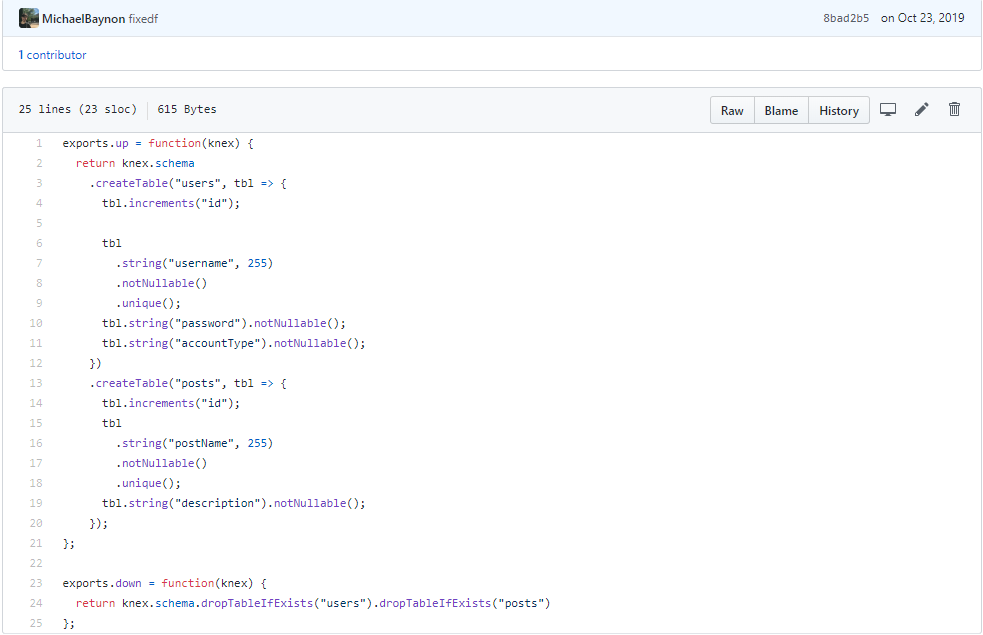 MichaelBaynon fixedf 8bad2b5 on Oct 23, 2019
1 contributor
25 lines (23 sloc) 615 Bytes Raw Blame History
1 exports.up = function(knex) {
2   return knex.schema
3     .createTable("users", tbl => {
4       tbl.increments("id");
5
6       tbl
7         .string("username", 255)
8         .notNullable()
9         .unique();
10       tbl.string("password").notNullable();
11       tbl.string("accountType").notNullable();
12     })
13     .createTable("posts", tbl => {
14       tbl.increments("id");
15       tbl
16         .string("postName", 255)
17         .notNullable()
18         .unique();
19       tbl.string("description").notNullable();
20     });
21 };
22
23 exports.down = function(knex) {
24   return knex.schema.dropTableIfExists("users").dropTableIfExists("posts")
25 };